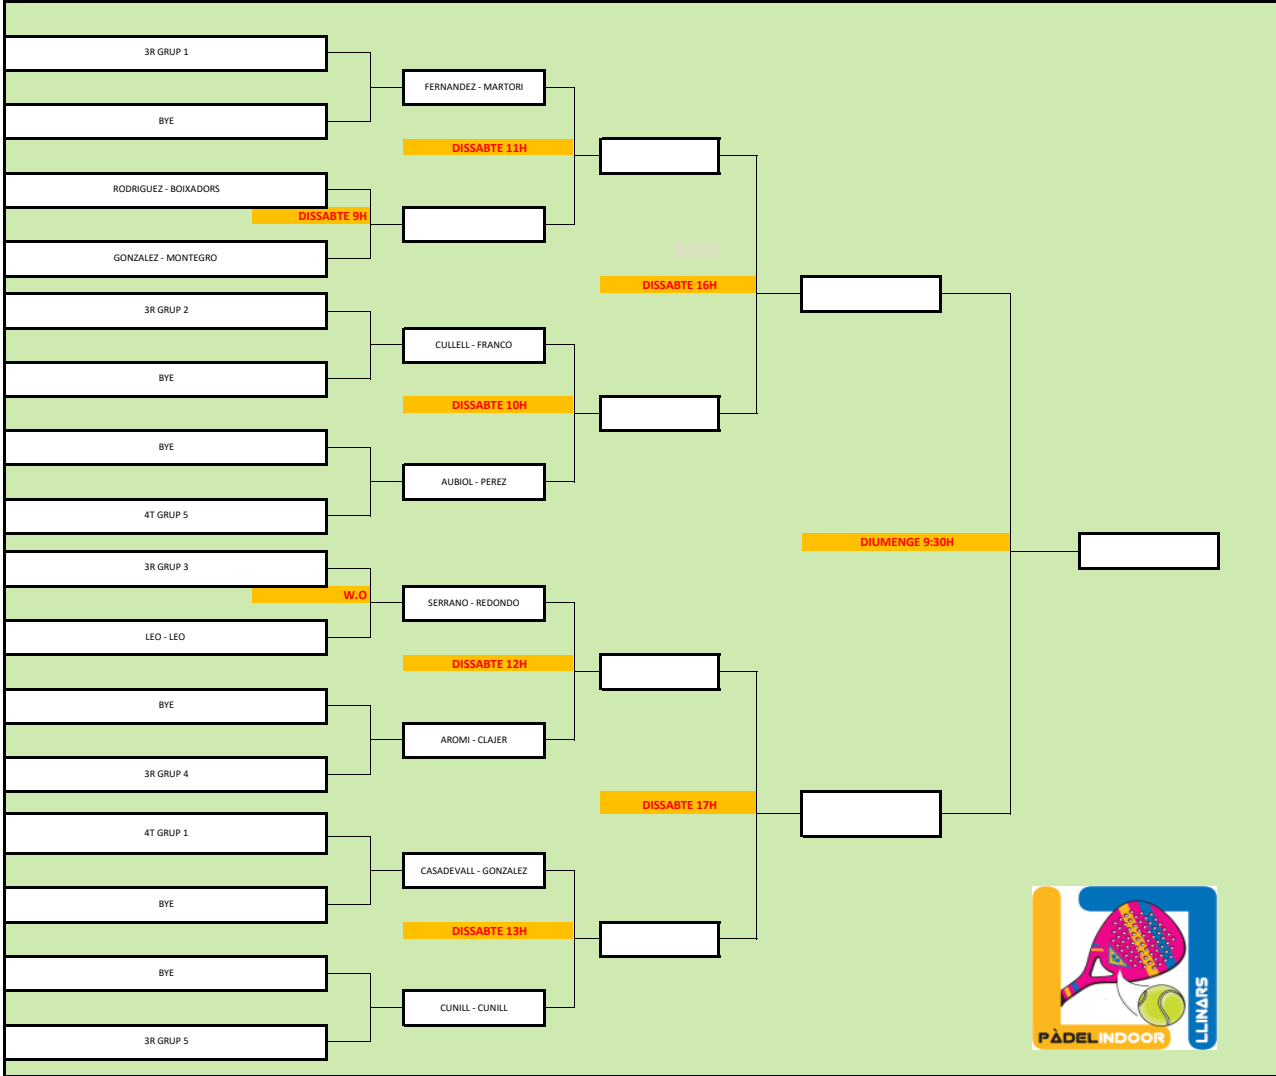 3R GRUP 1
FERNANDEZ - MARTORI
BYE
DISSABTE 11H
RODRIGUEZ - BOIXADORS
DISSABTE 9H
GONZALEZ - MONTEGRO
DISSABTE 16H
3R GRUP 2
CULLELL - FRANCO
BYE
DISSABTE 10H
BYE
AUBIOL - PEREZ
4T GRUP 5
DIUMENGE 9:30H
3R GRUP 3
W.O
SERRANO - REDONDO
LEO - LEO
DISSABTE 12H
BYE
AROMI - CLAJER
3R GRUP 4
DISSABTE 17H
4T GRUP 1
CASADEVALL - GONZALEZ
BYE
DISSABTE 13H
BYE
CUNILL - CUNILL
3R GRUP 5
PÀDELINDOOR
LLINARS